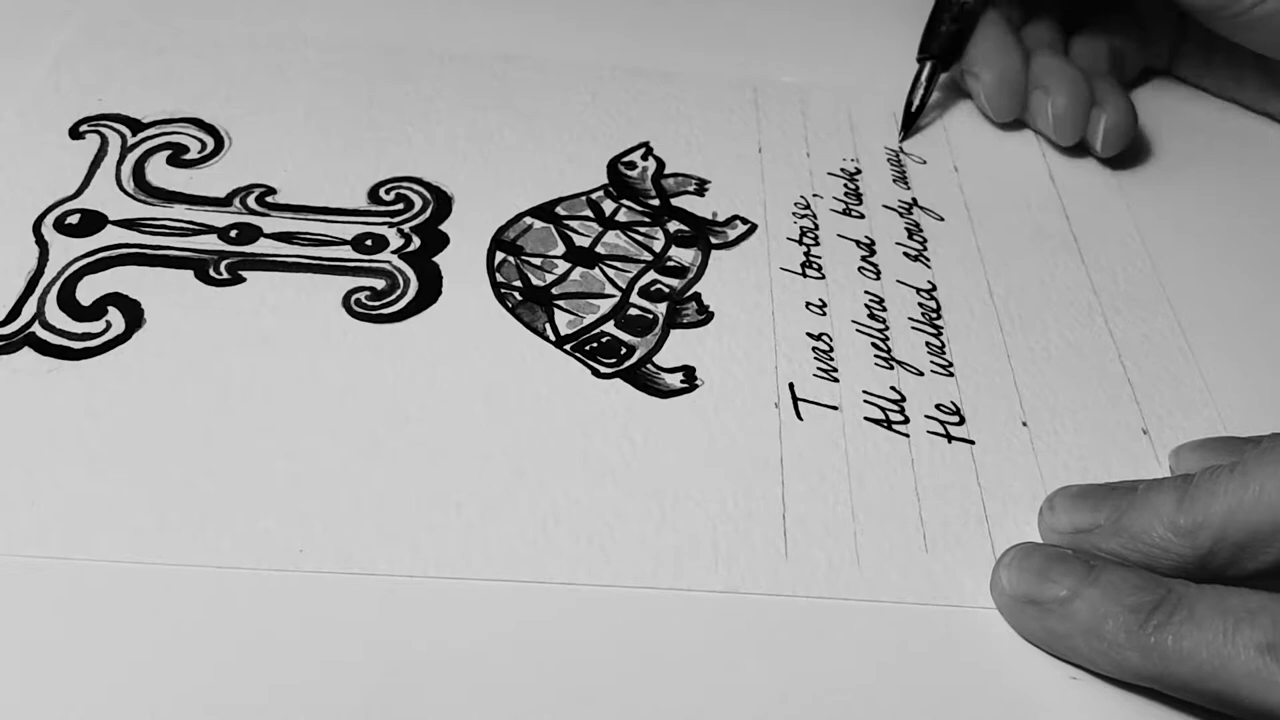 T
T was a tortoise,
All yellow and black:
He walked slowly away